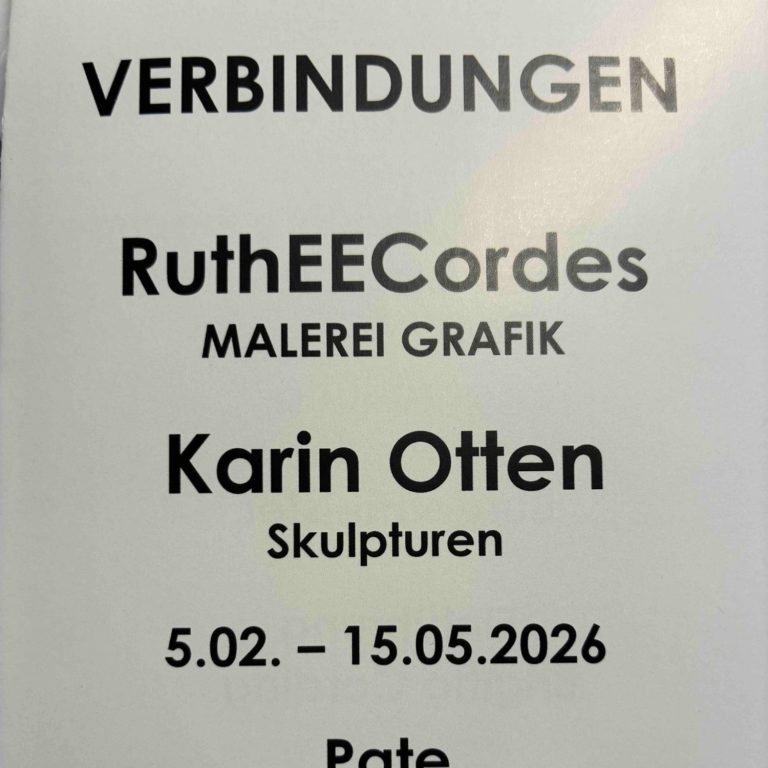 VERBINDUNGEN
RuthEECordes
MALEREI GRAFIK
Karin Otten
Skulpturen
5.02. – 15.05.2026
Pate